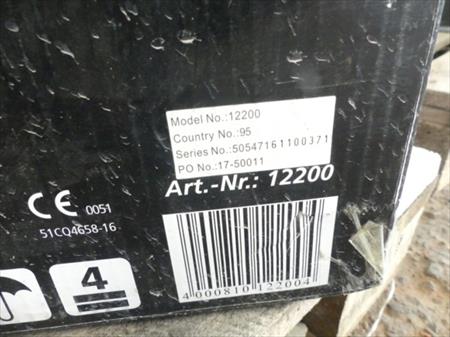 Model No.:12200
Country No.:95
Series No.:50547161100371
PO No.:17-50011
Art.-Nr.: 12200
CE 0051
51CQ4658-16
4
4 000810 122004